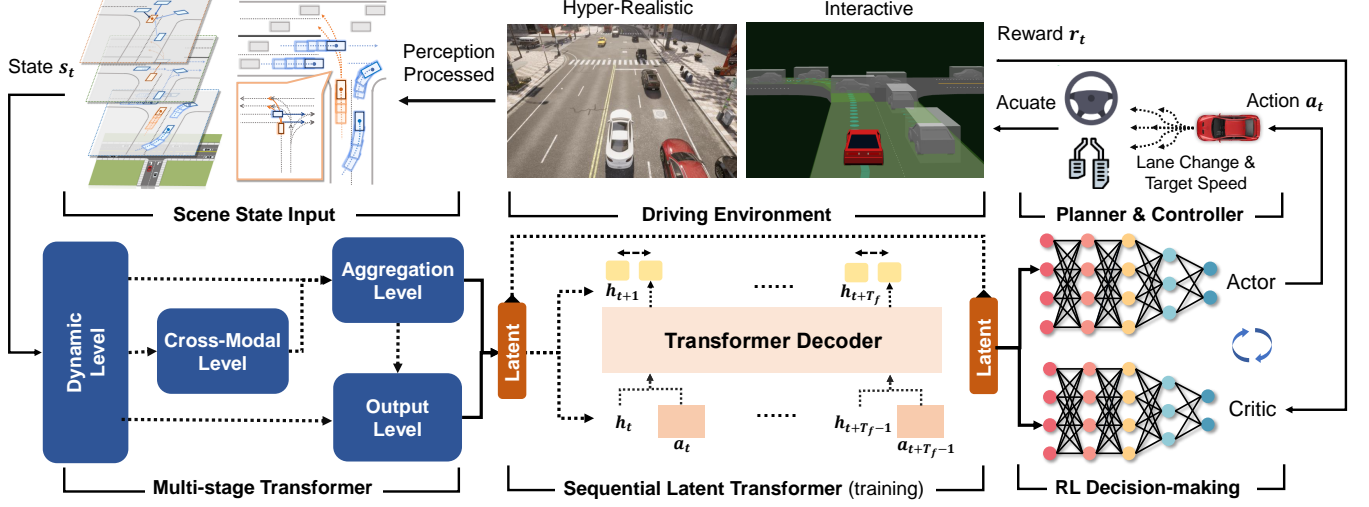 Hyper-Realistic
Interactive
State s_t
Perception
Processed
Reward r_t
Acuate
Action a_t
Lane Change &
Target Speed
Scene State Input
Driving Environment
Planner & Controller
Dynamic
Level
Cross-Modal
Level
Aggregation
Level
Output
Level
Latent
h_{t+1}
......
h_{t+T_f}
Transformer Decoder
h_t
a_t
......
h_{t+T_f-1}
a_{t+T_f-1}
Latent
Actor
Critic
Multi-stage Transformer
Sequential Latent Transformer (training)
RL Decision-making